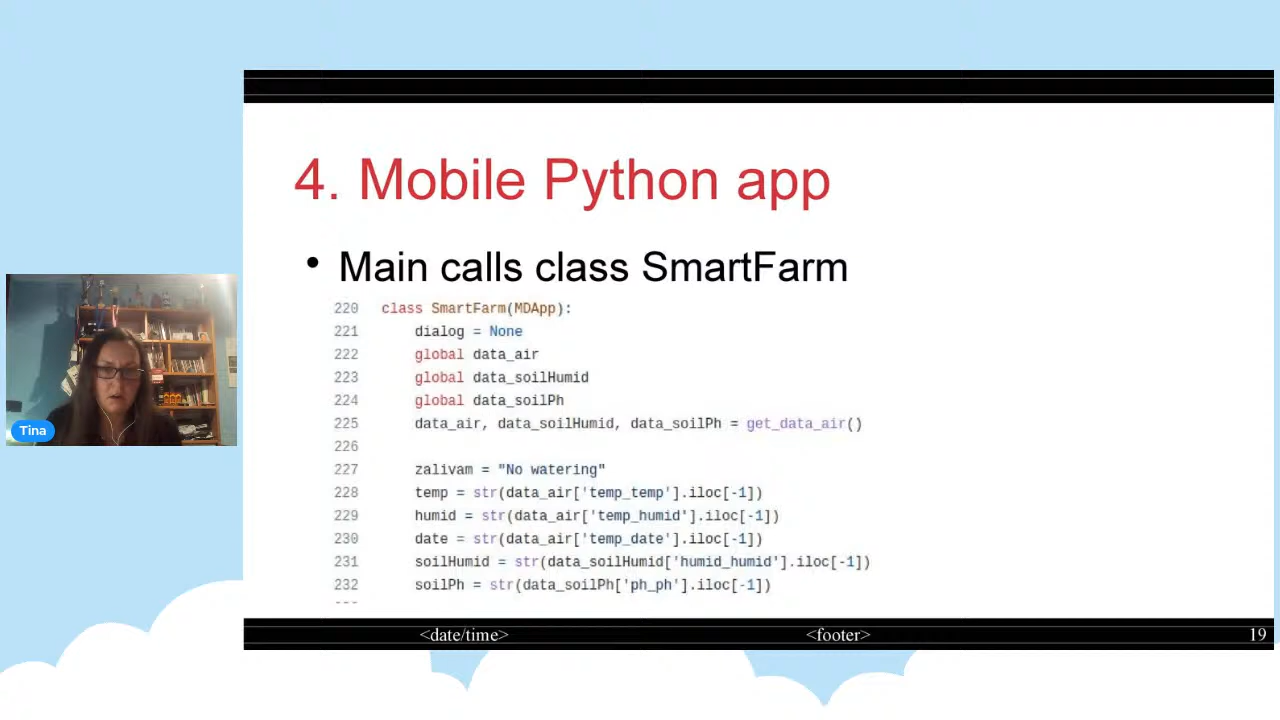 4. Mobile Python app
• Main calls class SmartFarm
220 class SmartFarm(MDApp):
221 dialog = None
222 global data_air
223 global data_soilHumid
224 global data_soilPh
225 data_air, data_soilHumid, data_soilPh = get_data_air()
226
227 zalivam = "No watering"
228 temp = str(data_air['temp_temp'].iloc[-1])
229 humid = str(data_air['temp_humid'].iloc[-1])
230 date = str(data_air['temp_date'].iloc[-1])
231 soilHumid = str(data_soilHumid['humid_humid'].iloc[-1])
232 soilPh = str(data_soilPh['ph_ph'].iloc[-1])
Tina
<date/time> <footer> 19